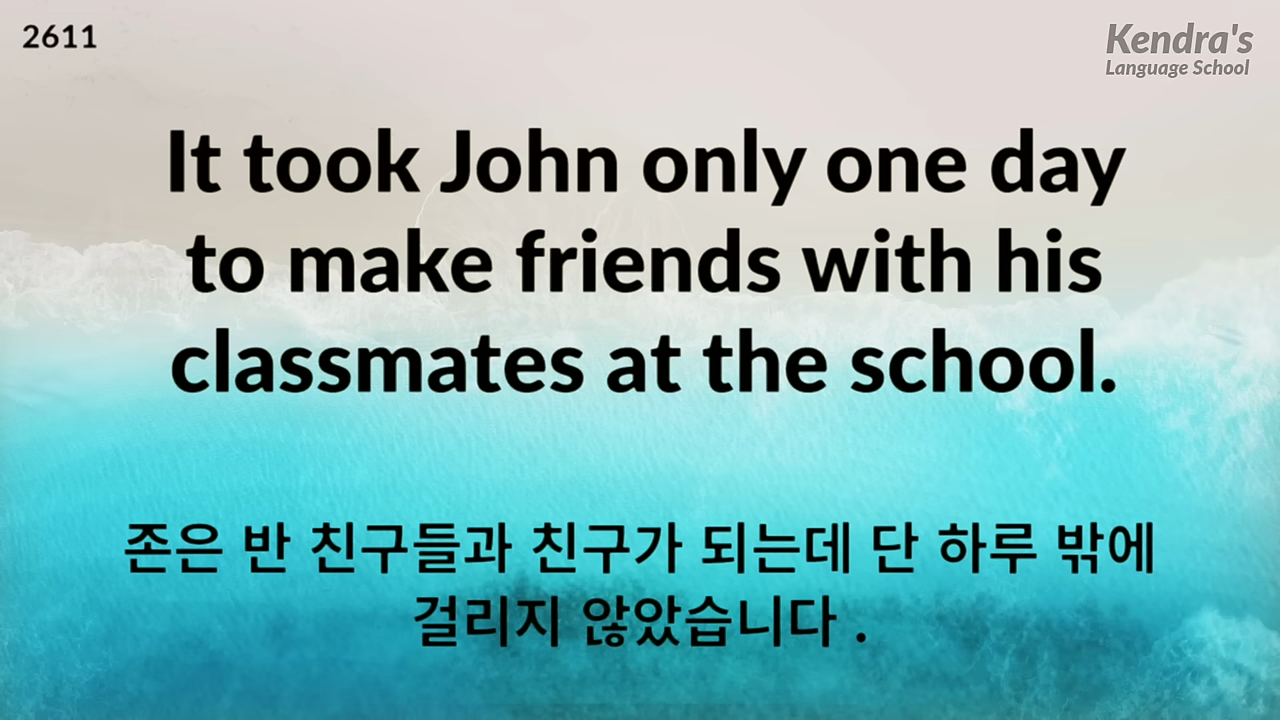 2611
Kendra's
Language School
It took John only one day
to make friends with his
classmates at the school.
존은 반 친구들과 친구가 되는데 단 하루 밖에
걸리지 않았습니다 .